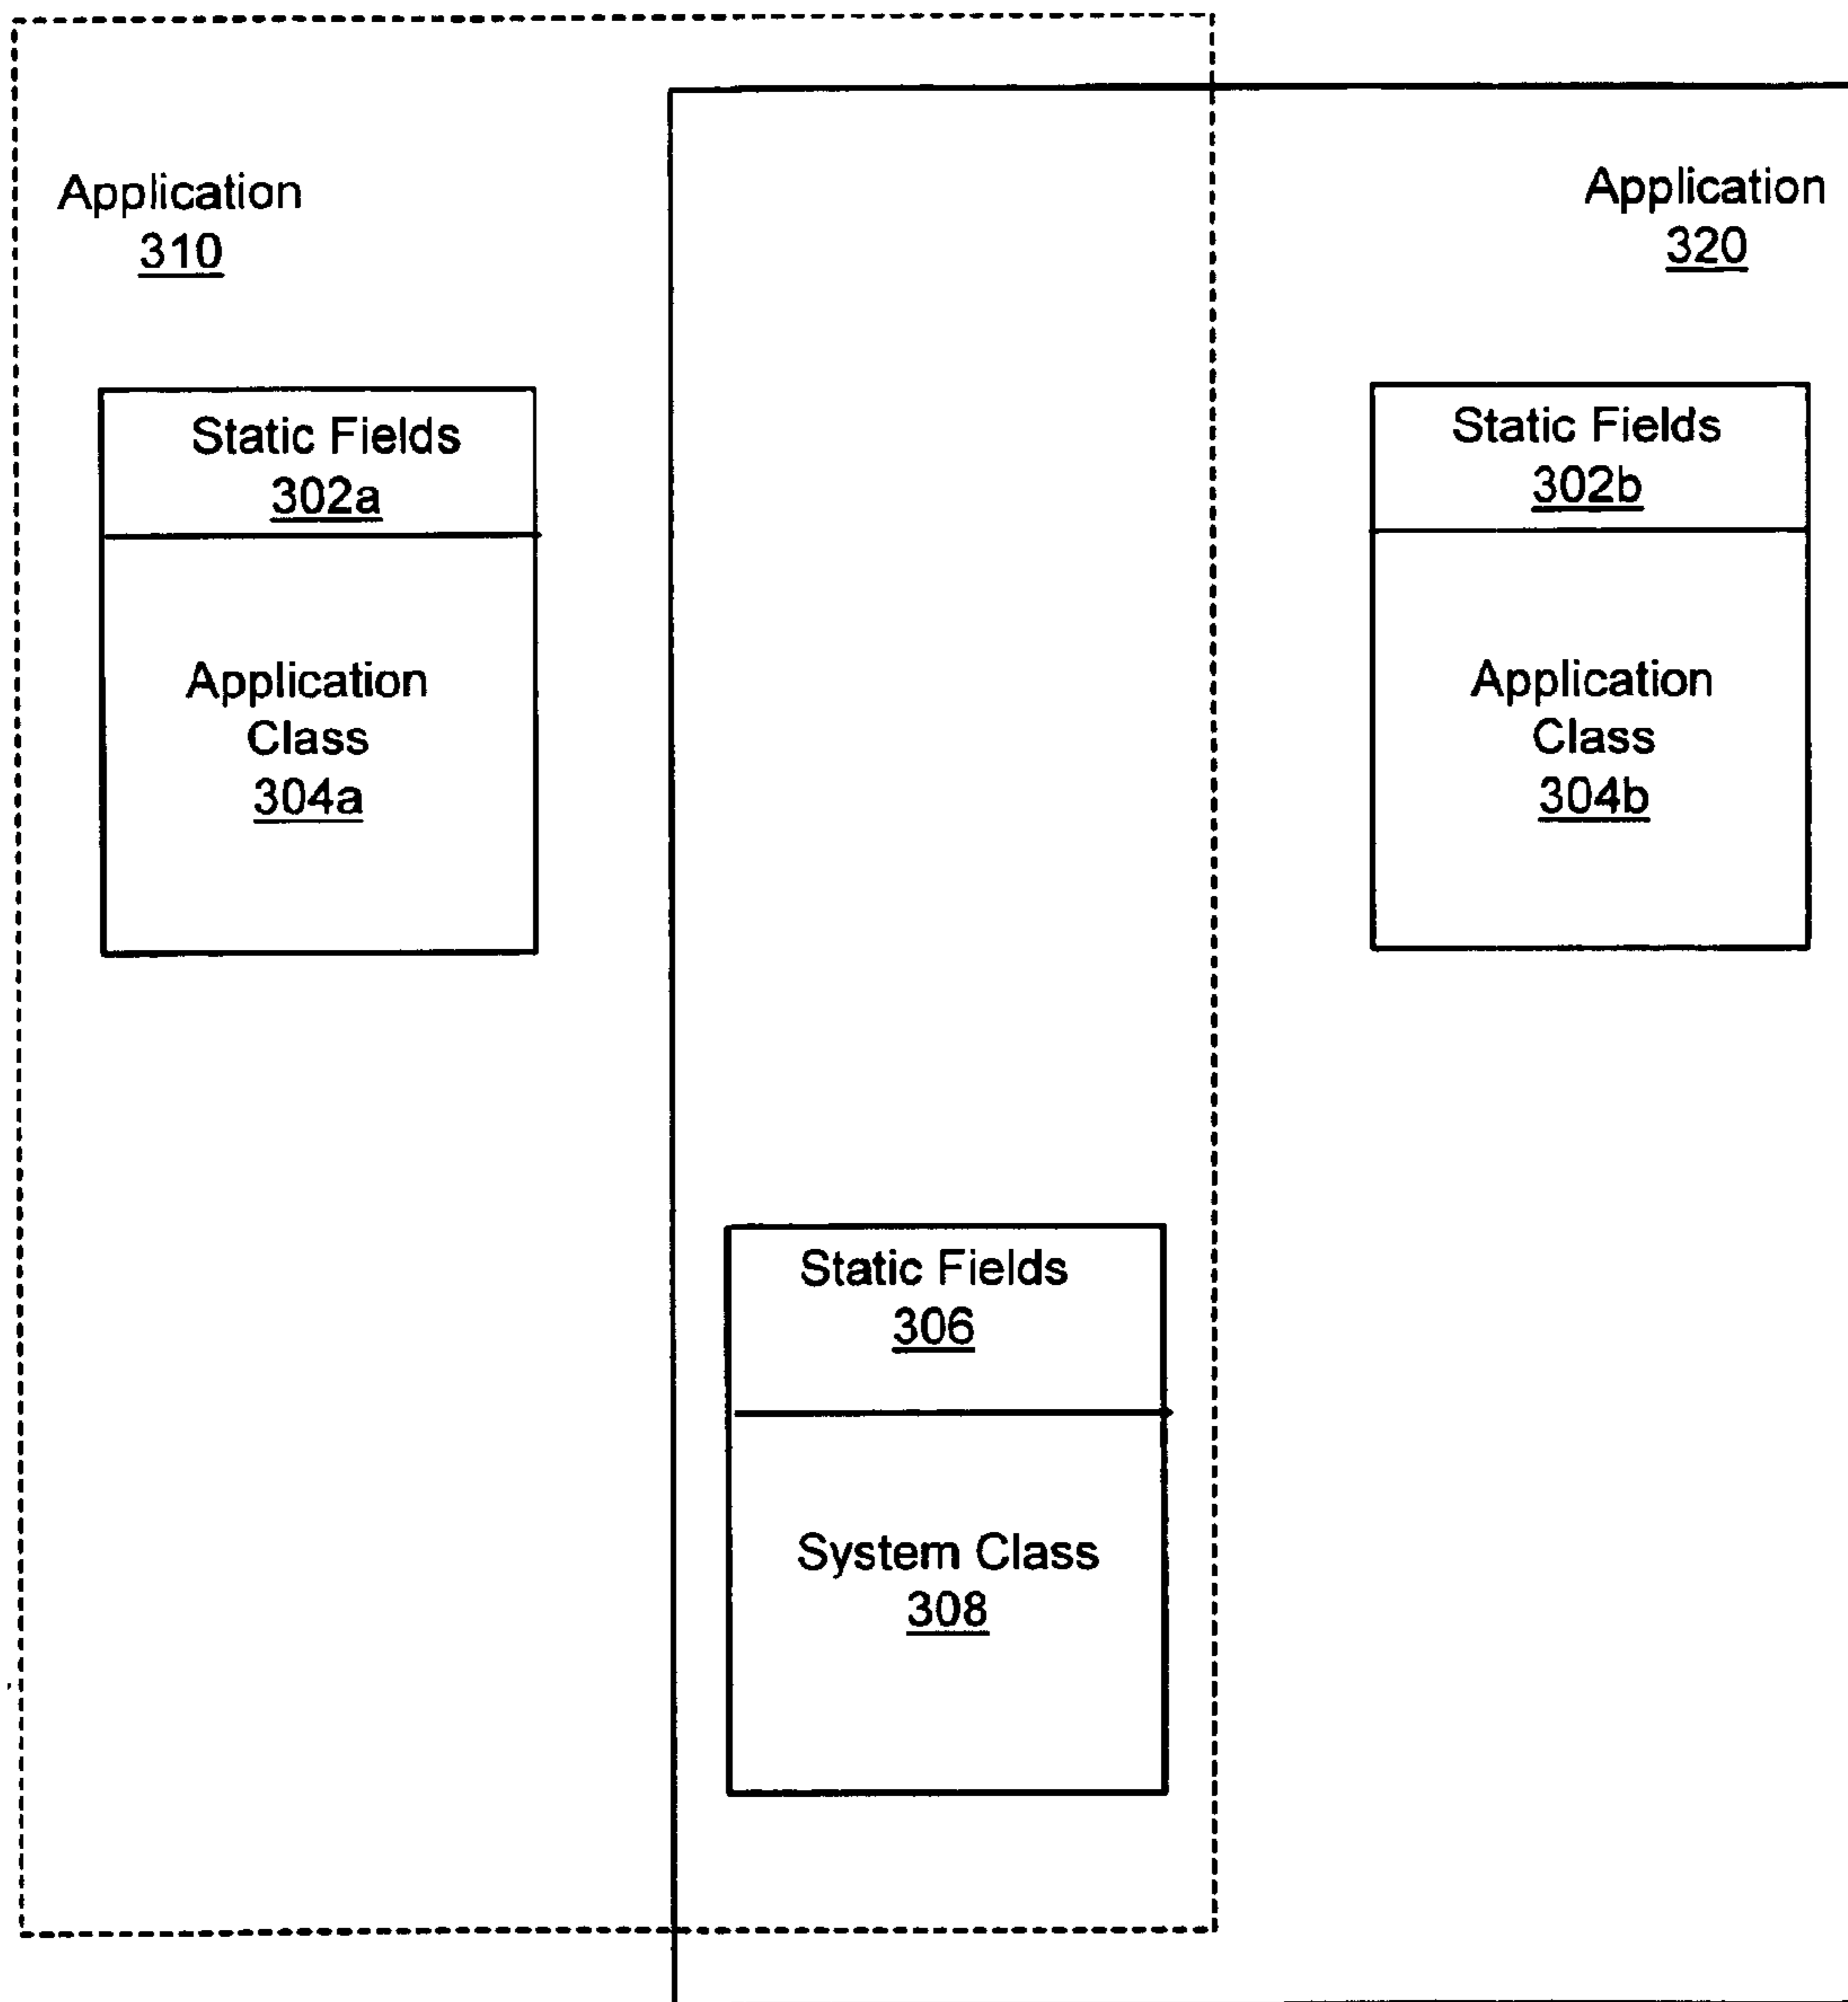 Application
310
Application
320
Static Fields
302a
Application
Class
304a
Static Fields
302b
Application
Class
304b
Static Fields
306
System Class
308